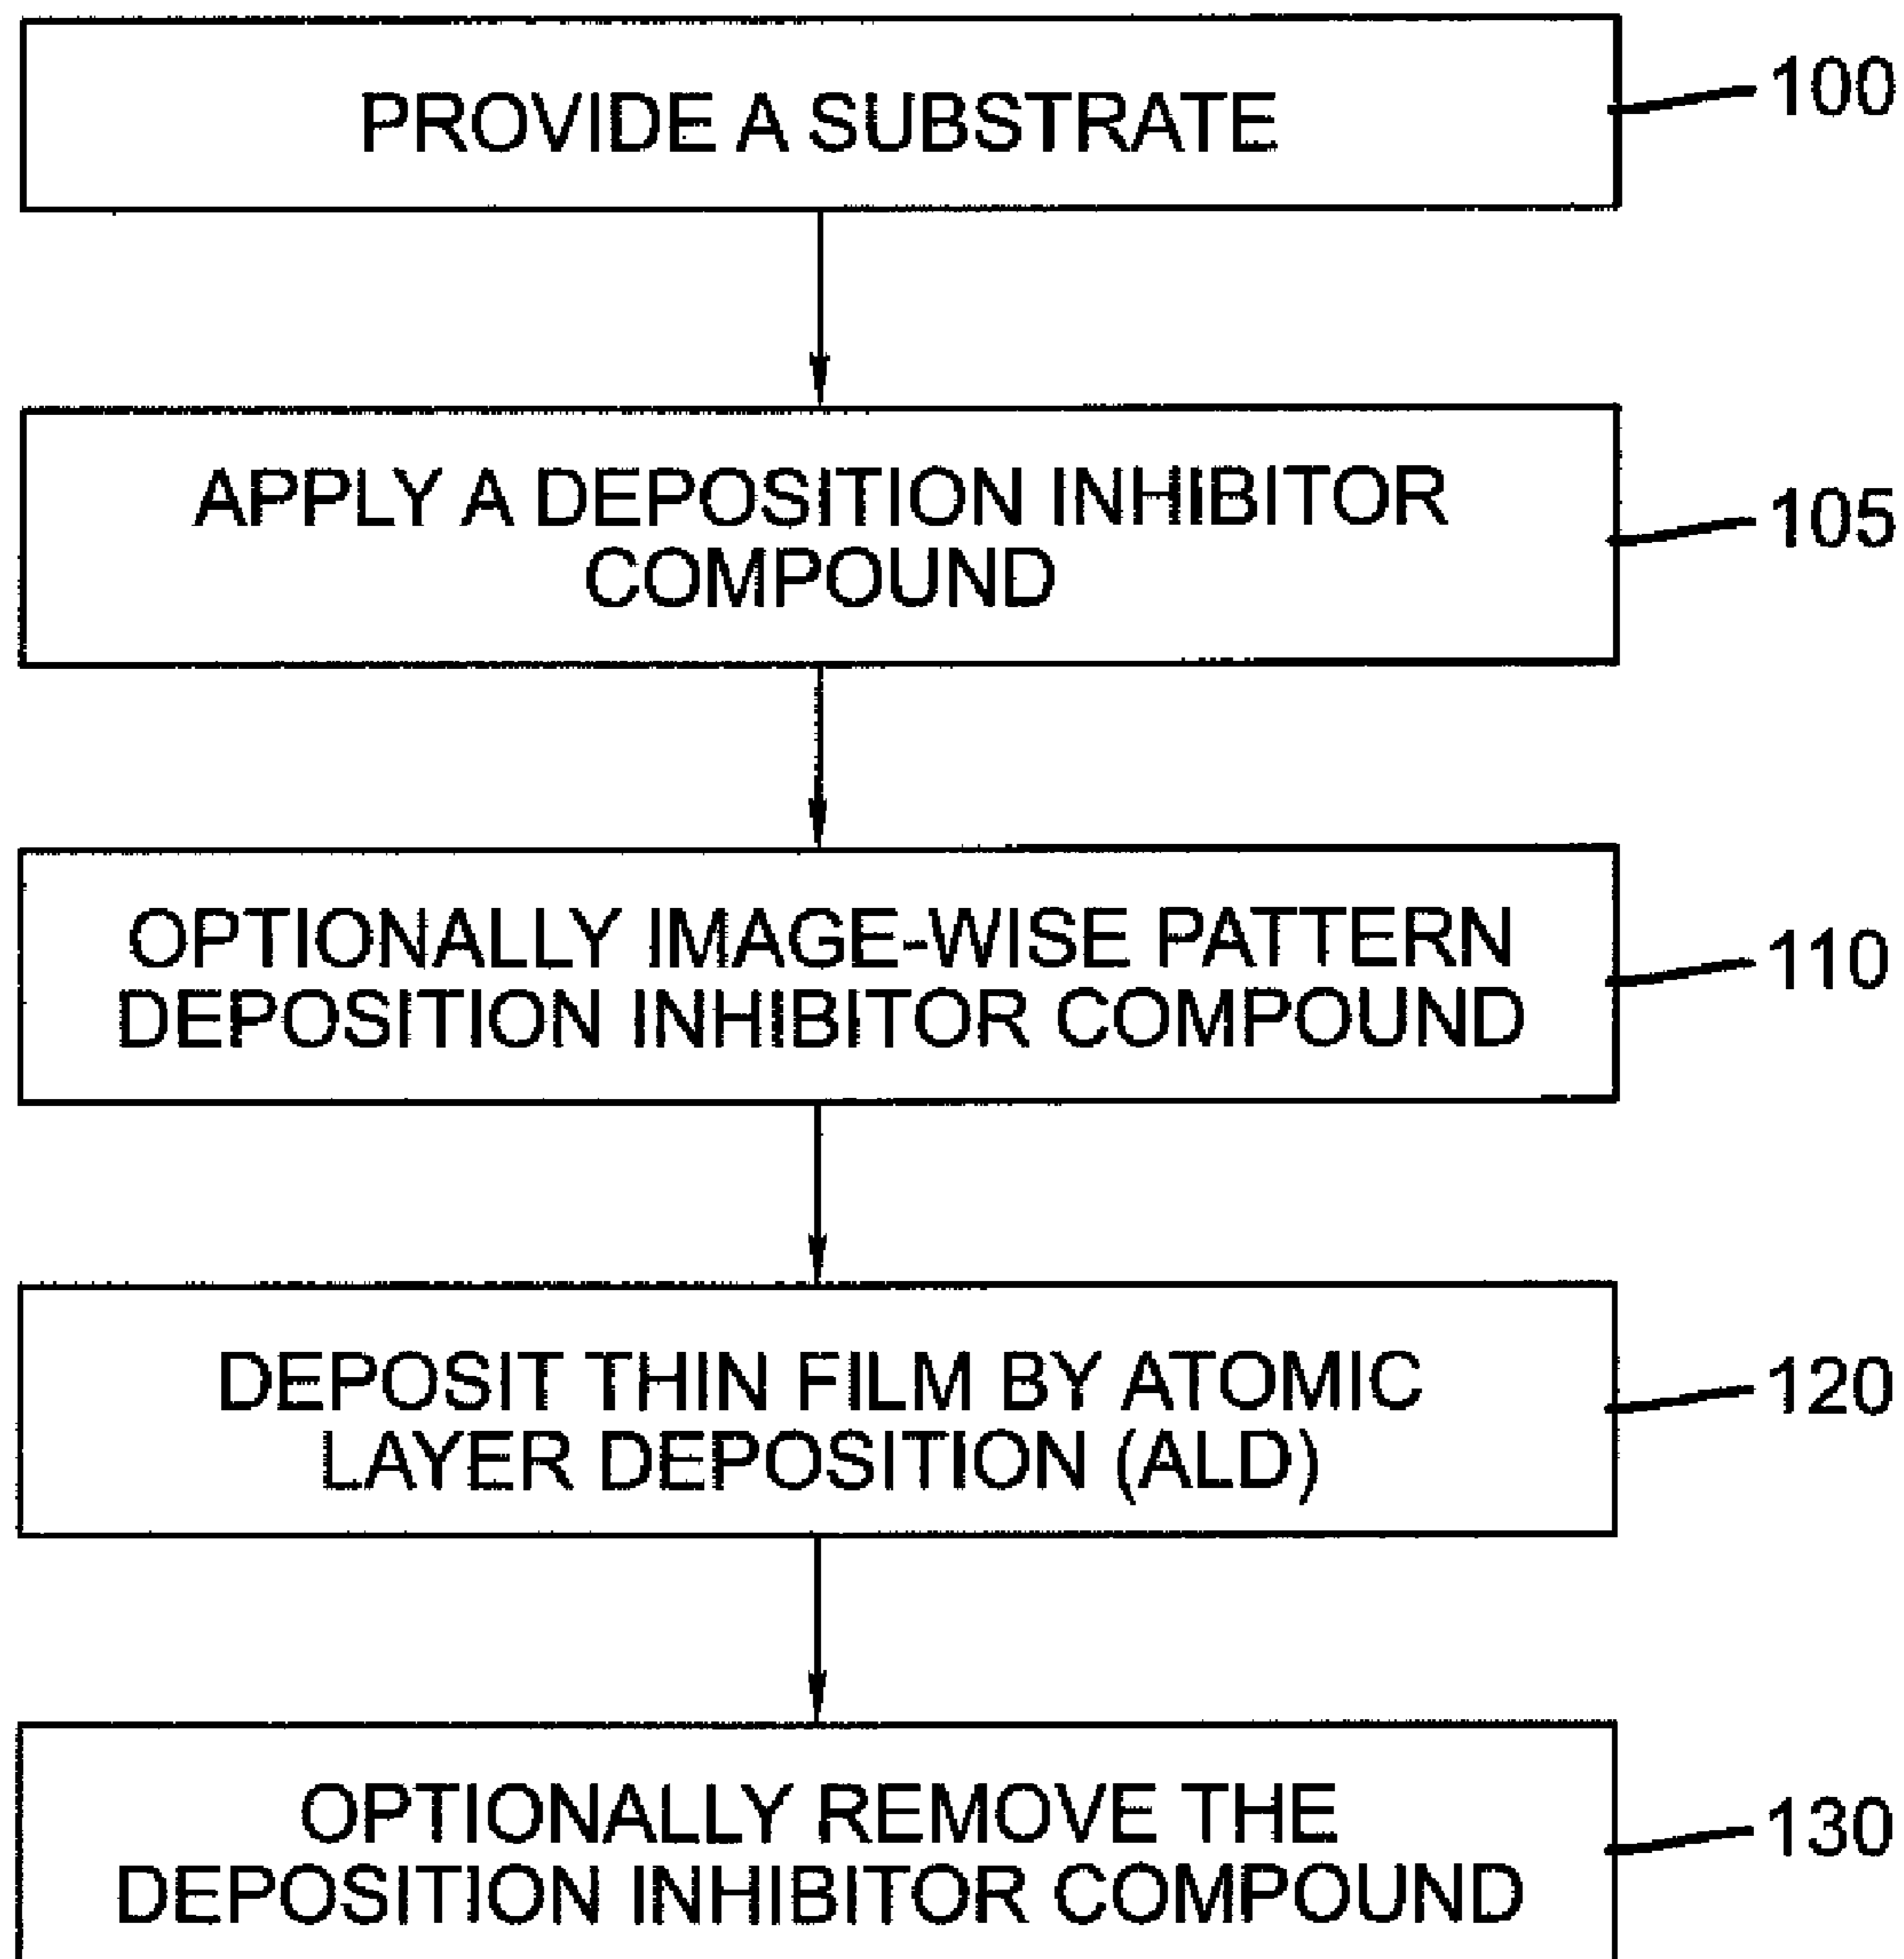 PROVIDE A SUBSTRATE
100
APPLY A DEPOSITION INHIBITOR
COMPOUND
105
OPTIONALLY IMAGE-WISE PATTERN
DEPOSITION INHIBITOR COMPOUND
110
DEPOSIT THIN FILM BY ATOMIC
LAYER DEPOSITION (ALD)
120
OPTIONALLY REMOVE THE
DEPOSITION INHIBITOR COMPOUND
130